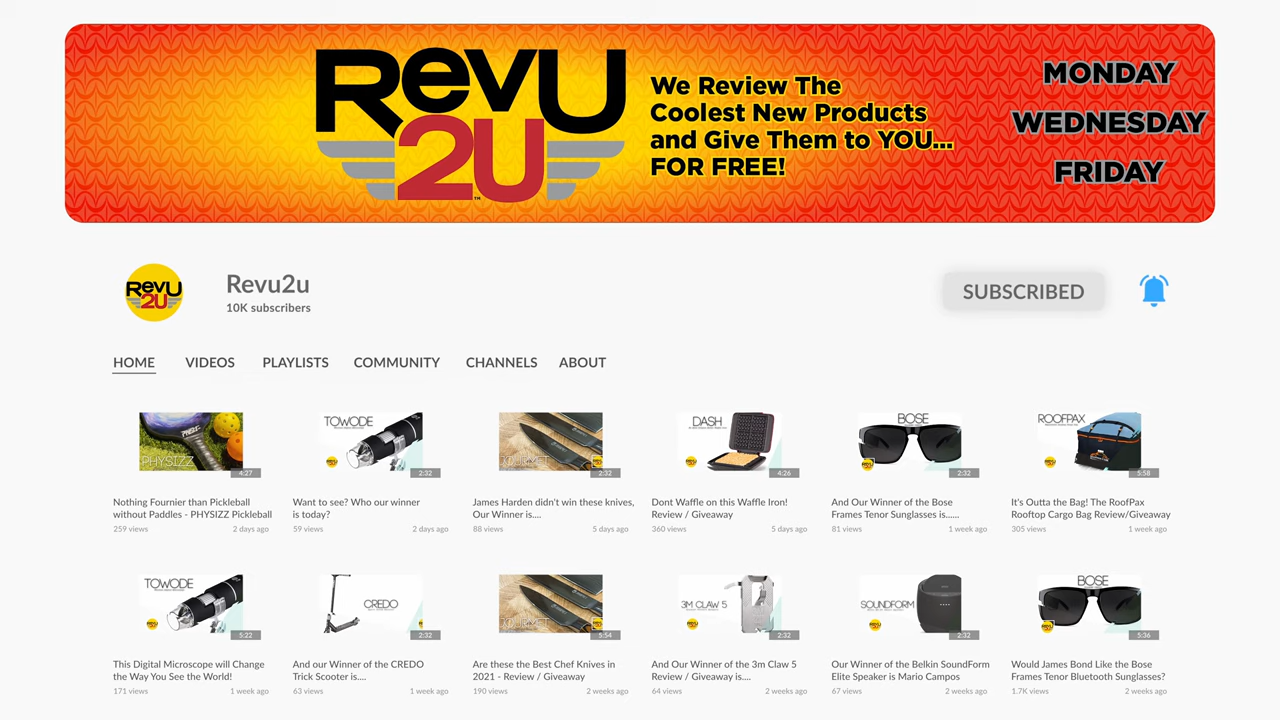 RevU
2U
™
We Review The
Coolest New Products
and Give Them to YOU...
FOR FREE!
MONDAY
WEDNESDAY
FRIDAY
RevU
2U
Revu2u
10K subscribers
SUBSCRIBED
HOME VIDEOS PLAYLISTS COMMUNITY CHANNELS ABOUT
PHYSIZZ
4:27
TOWODE
2:32
2:32
DASH
4:26
BOSE
2:32
ROOFPAX
5:58
Nothing Fournier than Pickleball
without Paddles - PHYSIZZ Pickleball
259 views 2 days ago
Want to see? Who our winner
is today?
59 views 2 days ago
James Harden didn't win these knives,
Our Winner is....
88 views 5 days ago
Dont Waffle on this Waffle Iron!
Review / Giveaway
360 views 5 days ago
And Our Winner of the Bose
Frames Tenor Sunglasses is......
81 views 1 week ago
It's Outta the Bag! The RoofPax
Rooftop Cargo Bag Review/Giveaway
305 views 1 week ago
TOWODE
5:22
CREDO
2:32
5:54
3M CLAW 5
2:32
SOUNDFORM
2:32
BOSE
5:36
This Digital Microscope will Change
the Way You See the World!
171 views 1 week ago
And our Winner of the CREDO
Trick Scooter is....
63 views 1 week ago
Are these the Best Chef Knives in
2021 - Review / Giveaway
190 views 2 weeks ago
And Our Winner of the 3m Claw 5
Review / Giveaway is....
64 views 2 weeks ago
Our Winner of the Belkin SoundForm
Elite Speaker is Mario Campos
67 views 2 weeks ago
Would James Bond Like the Bose
Frames Tenor Bluetooth Sunglasses?
1.7K views 2 weeks ago